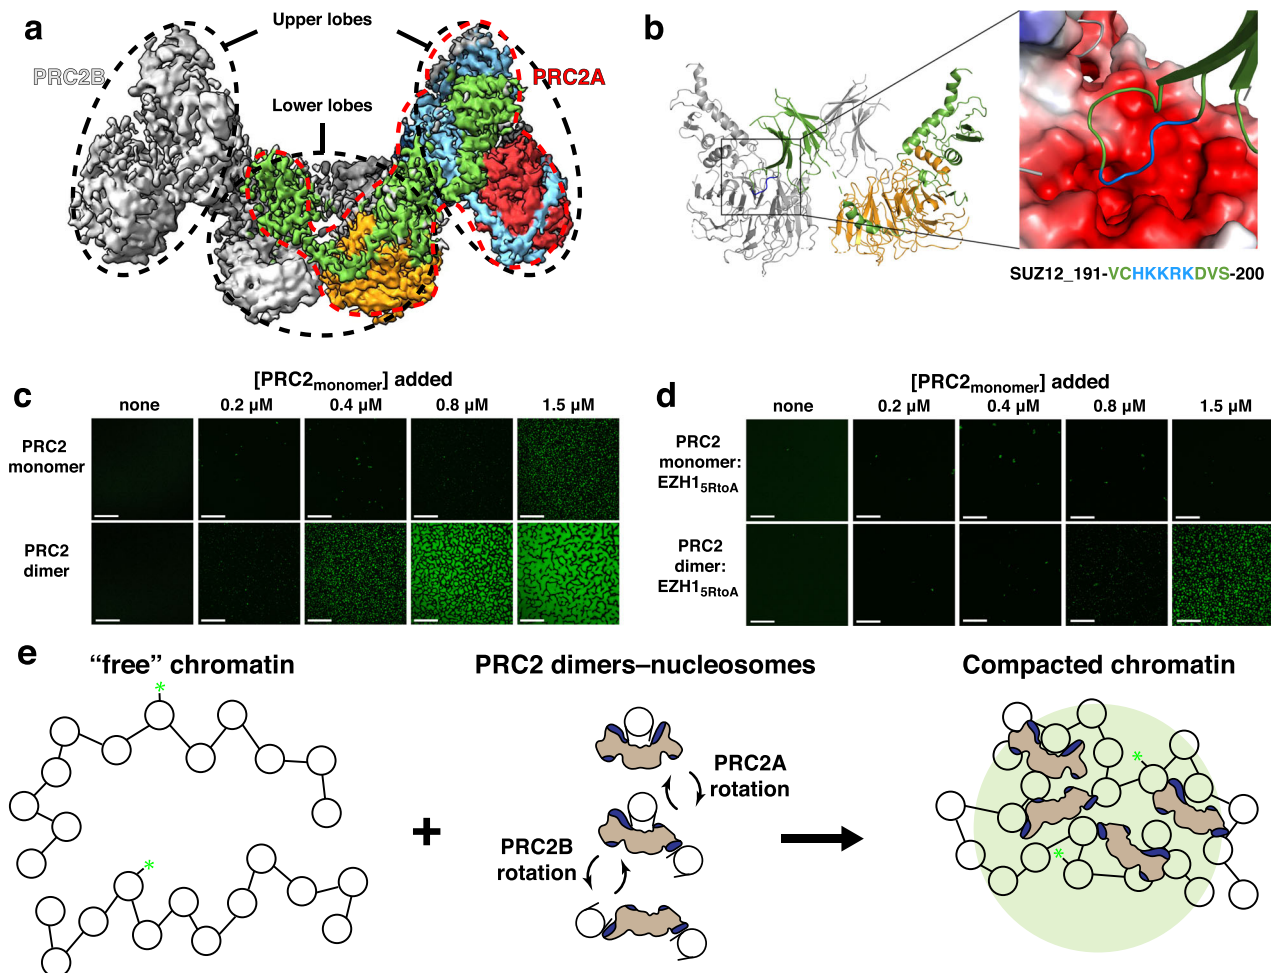 a
Upper lobes
PRC2B
PRC2A
Lower lobes
b
SUZ12_191-VCHKKRKDVS-200
c
[PRC2monomer] added
none
0.2 µM
0.4 µM
0.8 µM
1.5 µM
PRC2
monomer
PRC2
dimer
d
[PRC2monomer] added
none
0.2 µM
0.4 µM
0.8 µM
1.5 µM
PRC2
monomer:
EZH15RtoA
PRC2
dimer:
EZH15RtoA
e
“free” chromatin
PRC2 dimers–nucleosomes
Compacted chromatin
*
*
+
PRC2A
rotation
PRC2B
rotation
*
*